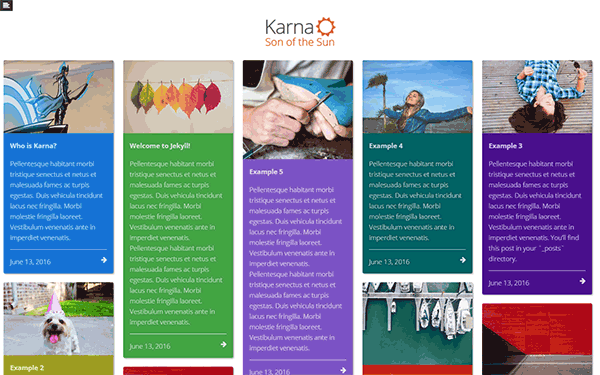 Karna
Son of the Sun
Who is Karna?
Pellentesque habitant morbi
tristique senectus et netus et
malesuada fames ac turpis
egestas. Duis vehicula tincidunt
lacus nec fringilla. Morbi
molestie fringilla laoreet.
Vestibulum venenatis ante in
imperdiet venenatis.
June 13, 2016
Example 2
Welcome to Jekyll!
Pellentesque habitant morbi
tristique senectus et netus et
malesuada fames ac turpis
egestas. Duis vehicula tincidunt
lacus nec fringilla. Morbi
molestie fringilla laoreet.
Vestibulum venenatis ante in
imperdiet venenatis.
Pellentesque habitant morbi
tristique senectus et netus et
malesuada fames ac turpis
egestas. Duis vehicula tincidunt
lacus nec fringilla. Morbi
molestie fringilla laoreet.
Vestibulum venenatis ante in
imperdiet venenatis.
June 13, 2016
Example 5
Pellentesque habitant morbi
tristique senectus et netus et
malesuada fames ac turpis
egestas. Duis vehicula tincidunt
lacus nec fringilla. Morbi
molestie fringilla laoreet.
Vestibulum venenatis ante in
imperdiet venenatis.
Pellentesque habitant morbi
tristique senectus et netus et
malesuada fames ac turpis
egestas. Duis vehicula tincidunt
lacus nec fringilla. Morbi
molestie fringilla laoreet.
Vestibulum venenatis ante in
imperdiet venenatis.
June 13, 2016
Example 4
Pellentesque habitant morbi
tristique senectus et netus et
malesuada fames ac turpis
egestas. Duis vehicula tincidunt
lacus nec fringilla. Morbi
molestie fringilla laoreet.
Vestibulum venenatis ante in
imperdiet venenatis.
June 13, 2016
Example 3
Pellentesque habitant morbi
tristique senectus et netus et
malesuada fames ac turpis
egestas. Duis vehicula tincidunt
lacus nec fringilla. Morbi
molestie fringilla laoreet.
Vestibulum venenatis ante in
imperdiet venenatis. You'll find
this post in your `_posts`
directory.
June 13, 2016